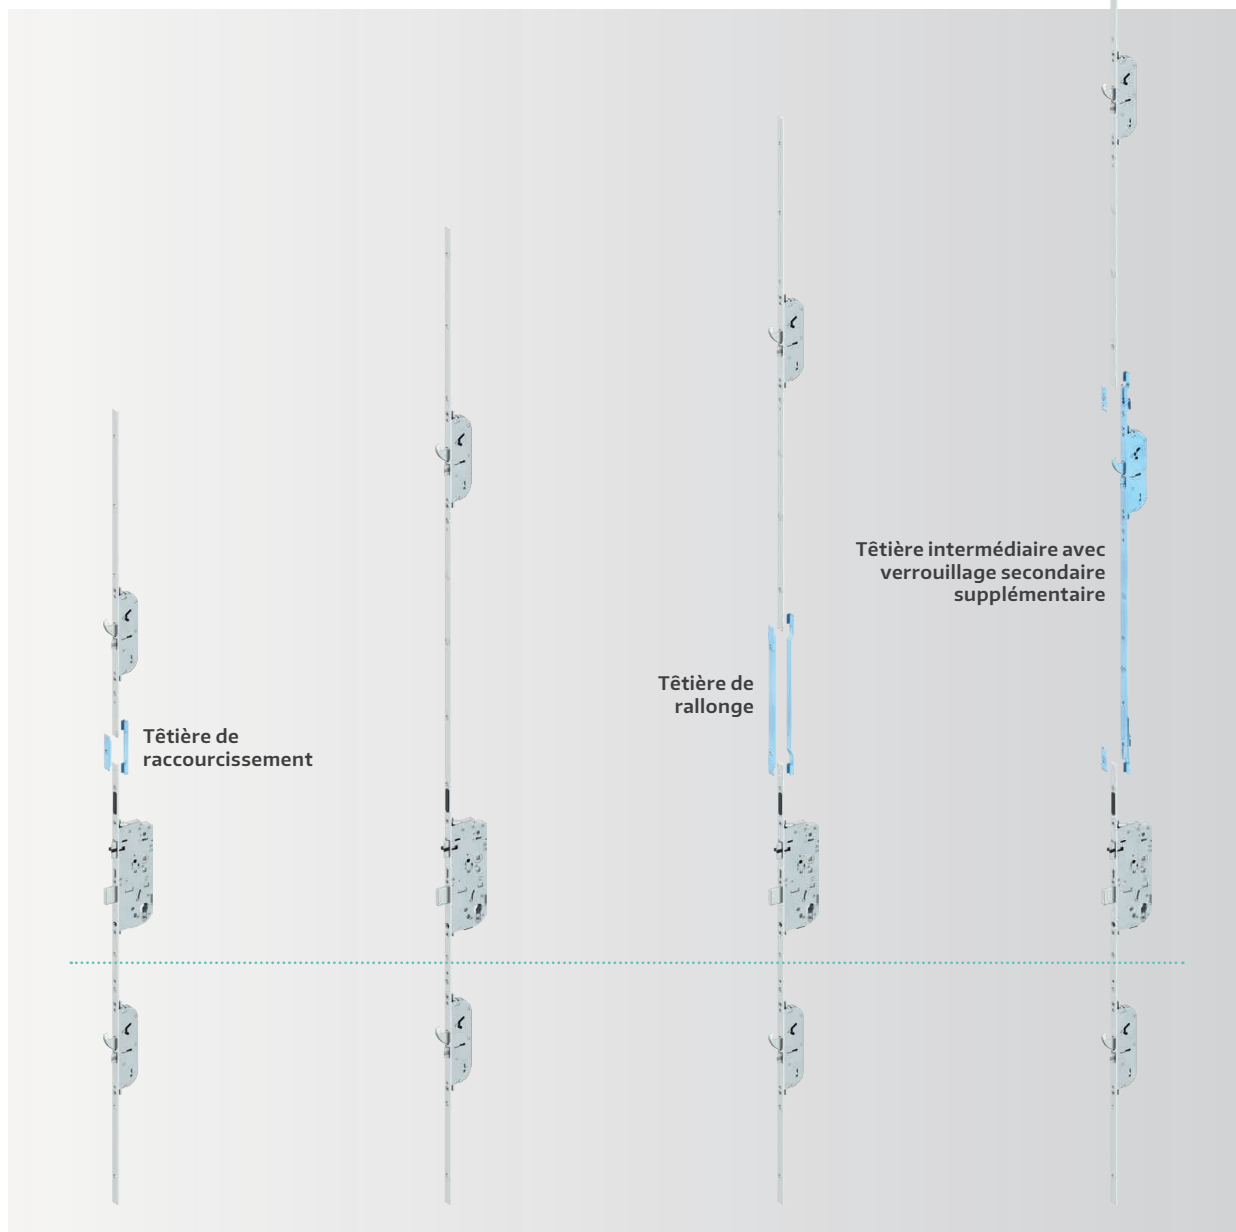 Têtière intermédiaire avec
verrouillage secondaire
supplémentaire
Têtière de
rallonge
Têtière de
raccourcissement